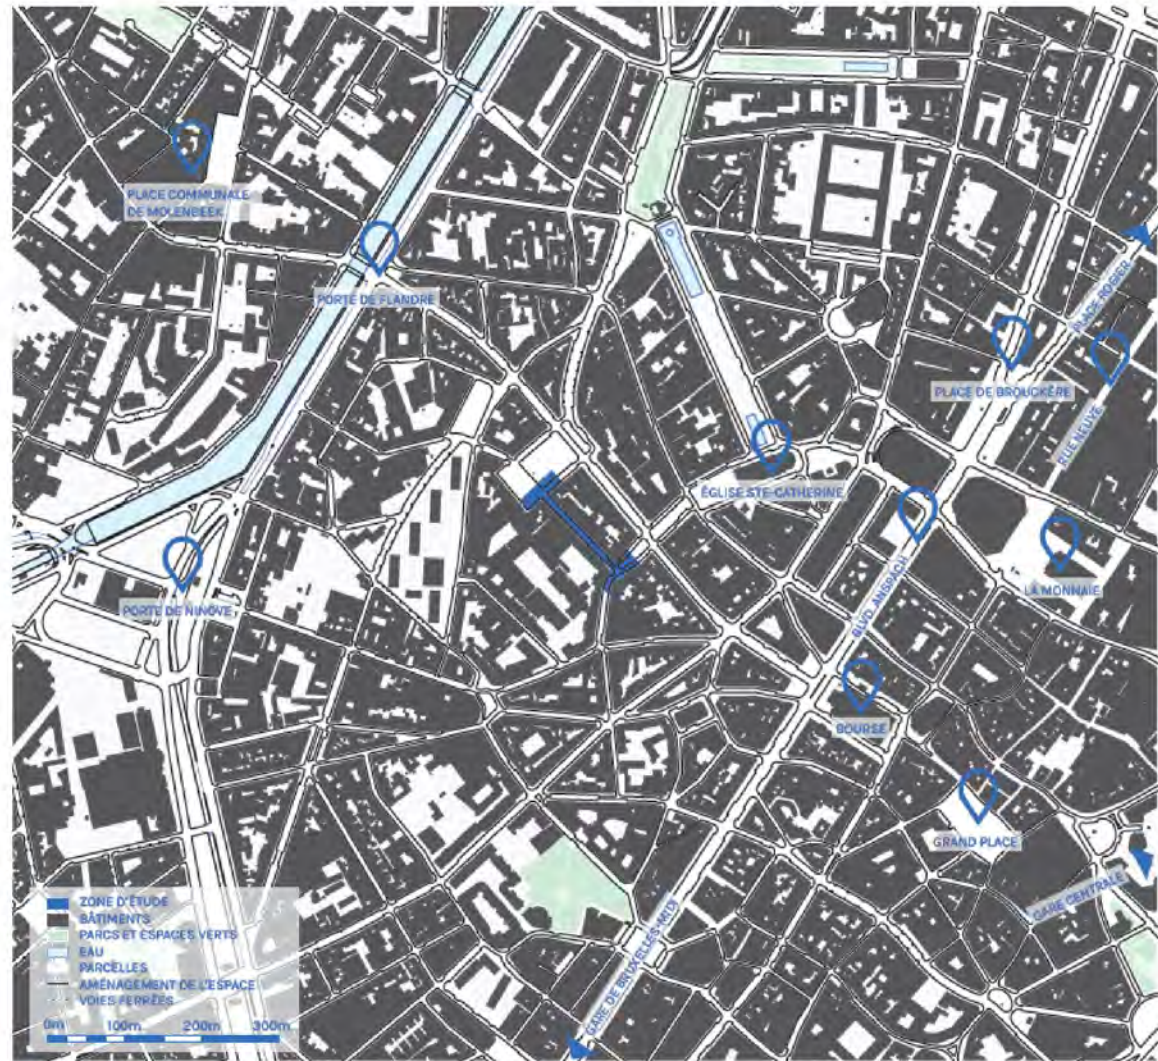 PLACE COMMUNALE
DE MOLENBEEK
PORTE DE FLANDRE
PLACE ROGIER
PLACE DE BROUCKÈRE
RUE NEUVE
ÉGLISE STE-CATHERINE
BLVD. ANSPACH
LA MONNAIE
PORTE DE NINOVE
BOURSE
GRAND PLACE
GARE CENTRALE
GARE DE BRUXELLES-MIDI
ZONE D'ÉTUDE
BÂTIMENTS
PARCS ET ESPACES VERTS
EAU
PARCELLES
AMÉNAGEMENT DE L'ESPACE
VOIES FERRÉES
0m 100m 200m 300m